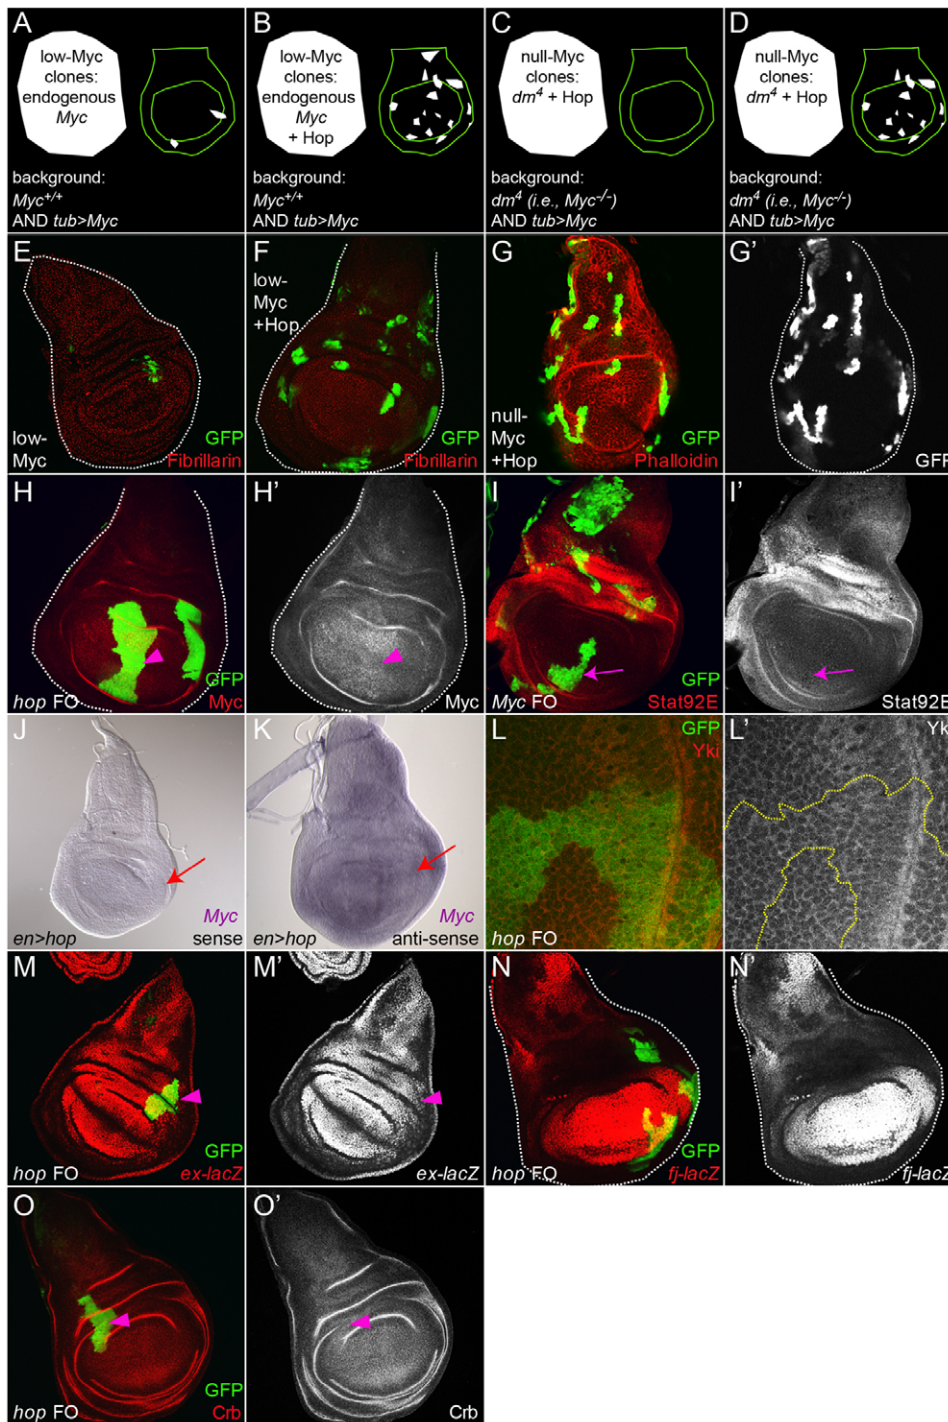 A
low-Myc
clones:
endogenous
Myc
background:
Myc+/+
AND tub>Myc
B
low-Myc
clones:
endogenous
Myc
+ Hop
background:
Myc+/+
AND tub>Myc
C
null-Myc
clones:
dm4 + Hop
background:
dm4 (i.e., Myc-/-)
AND tub>Myc
D
null-Myc
clones:
dm4 + Hop
background:
dm4 (i.e., Myc-/-)
AND tub>Myc
E
low-
Myc
GFP
Fibrillarin
F
low-
Myc
+Hop
GFP
Fibrillarin
G
null-
Myc
+Hop
GFP
Phalloidin
G'
GFP
H
hop FO
GFP
Myc
H'
Myc
I
Myc FO
GFP
Stat92E
I'
Stat92E
J
en>hop
Myc
sense
K
en>hop
Myc
anti-sense
L
GFP
Yki
hop FO
L'
Yki
M
hop FO
GFP
ex-lacZ
M'
ex-lacZ
N
hop FO
GFP
fj-lacZ
N'
fj-lacZ
O
hop FO
GFP
Crb
O'
Crb